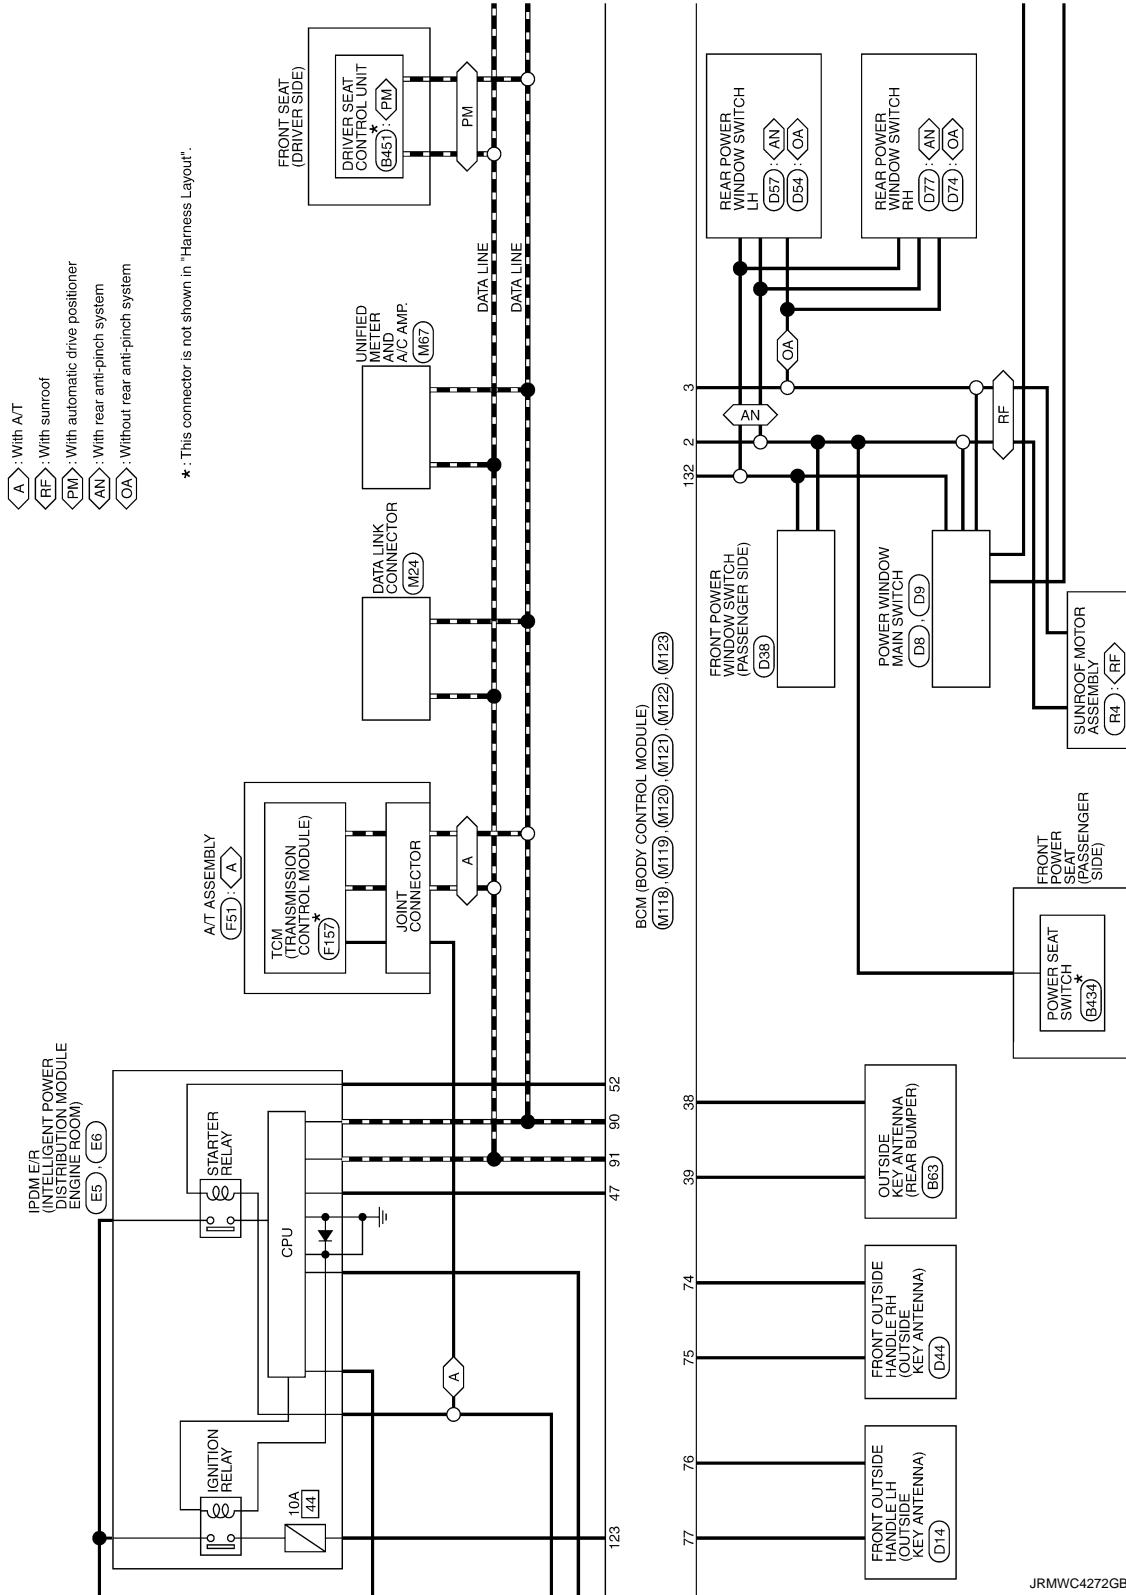 A : With A/T
RF : With sunroof
PM : With automatic drive positioner
AN : With rear anti-pinch system
OA : Without rear anti-pinch system
* : This connector is not shown in "Harness Layout".
IPDM E/R
(INTELLIGENT POWER
DISTRIBUTION MODULE
ENGINE ROOM)
E5 , E6
IGNITION
RELAY
10A
44
STARTER
RELAY
CPU
A
A/T ASSEMBLY
F51 : A
TCM
(TRANSMISSION
CONTROL MODULE)
*
F157
JOINT
CONNECTOR
A
DATA LINK
CONNECTOR
M24
UNIFIED
METER
AND
A/C AMP.
M67
DATA LINE
DATA LINE
FRONT SEAT
(DRIVER SIDE)
DRIVER SEAT
CONTROL UNIT
*
B451 : PM
PM
123
47
91
90
52
BCM (BODY CONTROL MODULE)
M118 , M119 , M120 , M121 , M122 , M123
77
76
75
74
39
38
132
2
3
FRONT OUTSIDE
HANDLE LH
(OUTSIDE
KEY ANTENNA)
D14
FRONT OUTSIDE
HANDLE RH
(OUTSIDE
KEY ANTENNA)
D44
OUTSIDE
KEY ANTENNA
(REAR BUMPER)
B63
FRONT
POWER
SEAT
(PASSENGER
SIDE)
POWER SEAT
SWITCH
*
B434
FRONT POWER
WINDOW SWITCH
(PASSENGER SIDE)
D38
POWER WINDOW
MAIN SWITCH
D8 , D9
SUNROOF MOTOR
ASSEMBLY
R4 : RF
AN
OA
RF
REAR POWER
WINDOW SWITCH
LH
D57 : AN
D54 : OA
REAR POWER
WINDOW SWITCH
RH
D77 : AN
D74 : OA
JRMWC4272GB